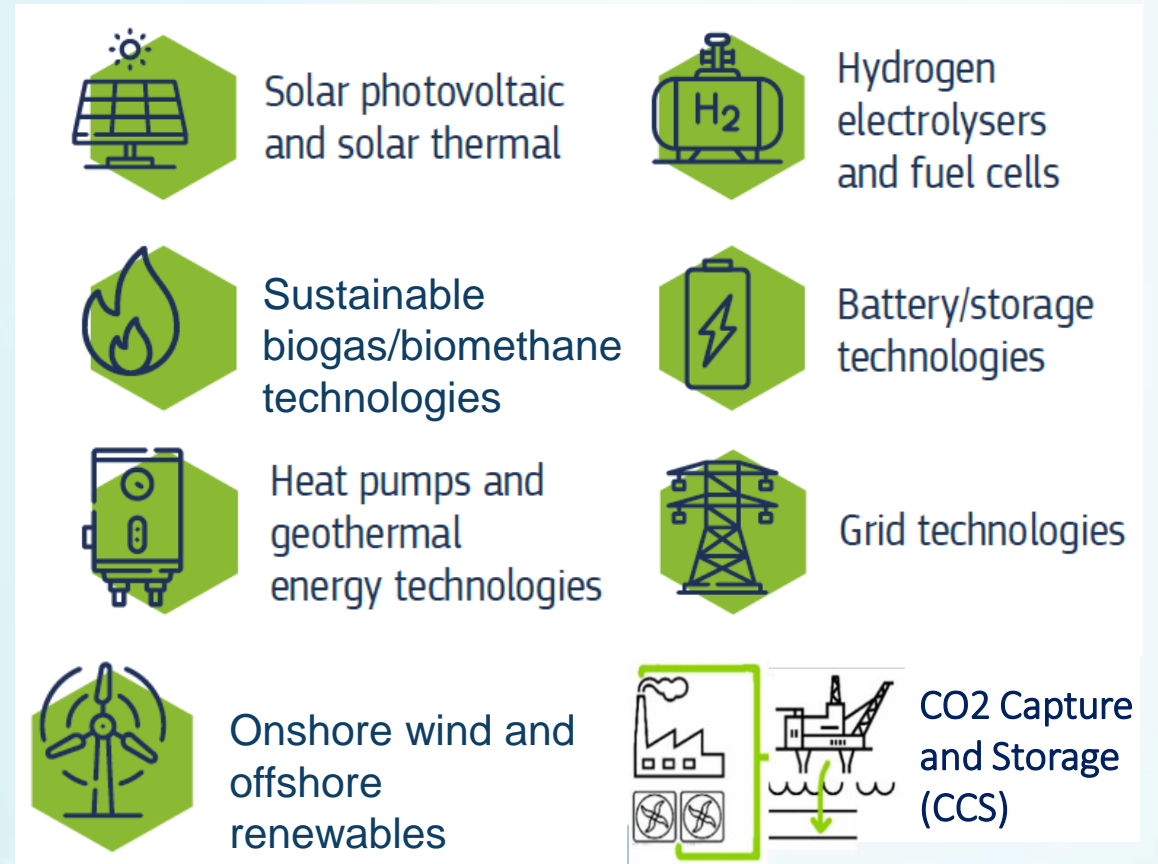 Solar photovoltaic
and solar thermal
H2
Hydrogen
electrolysers
and fuel cells
Sustainable
biogas/biomethane
technologies
Battery/storage
technologies
Heat pumps and
geothermal
energy technologies
Grid technologies
Onshore wind and
offshore
renewables
CO2 Capture
and Storage
(CCS)